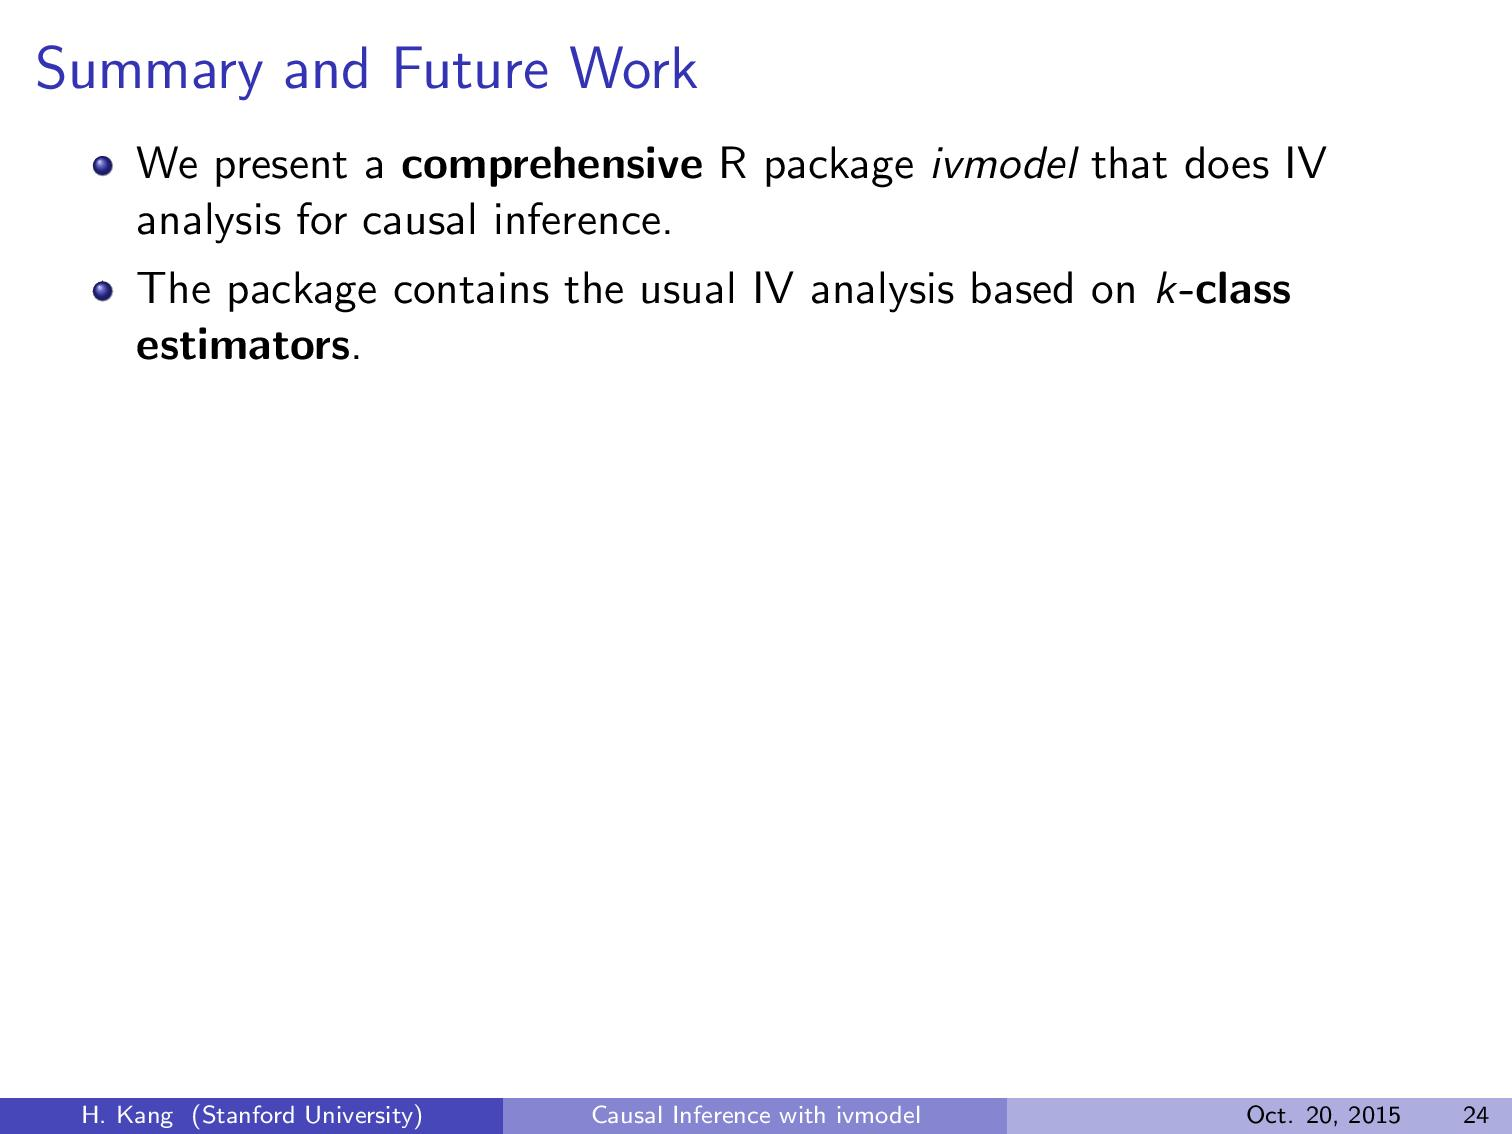 Summary and Future Work
We present a comprehensive R package ivmodel that does IV
analysis for causal inference.
The package contains the usual IV analysis based on k-class
estimators.
H. Kang (Stanford University)
Causal Inference with ivmodel
Oct. 20, 2015
24